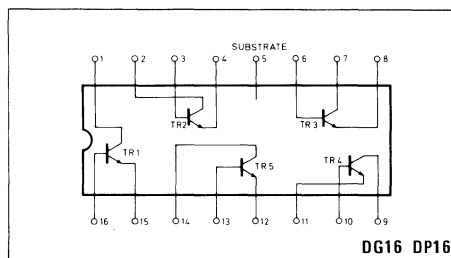 SUBSTRATE
1 2 3 4 5 6 7 8
TR2 TR3
TR1 TR5 TR4
16 15 14 13 12 11 10 9
DG16 DP16